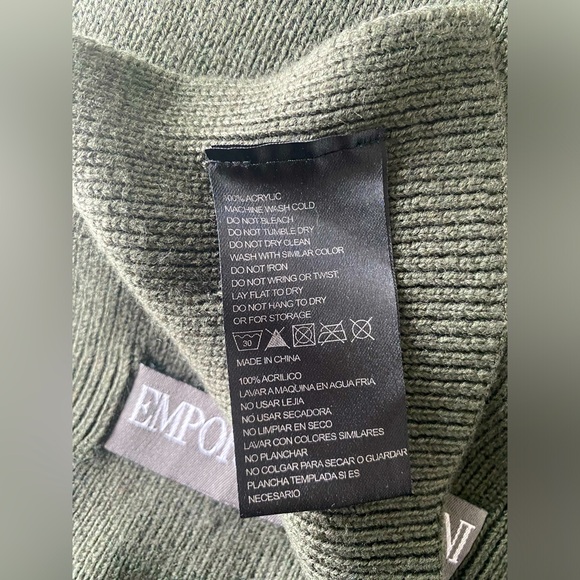 100% ACRYLIC
MACHINE WASH COLD
DO NOT BLEACH
DO NOT TUMBLE DRY
DO NOT DRY CLEAN
WASH WITH SIMILAR COLOR
DO NOT IRON
DO NOT WRING OR TWIST,
LAY FLAT TO DRY
DO NOT HANG TO DRY
OR FOR STORAGE
30
MADE IN CHINA
100% ACRILICO
LAVAR A MAQUINA EN AGUA FRIA
NO USAR LEJIA
NO USAR SECADORA
NO LIMPIAR EN SECO
LAVAR CON COLORES SIMILARES
NO PLANCHAR
NO COLGAR PARA SECAR O GUARDAR
PLANCHA TEMPLADA SI ES
NECESARIO